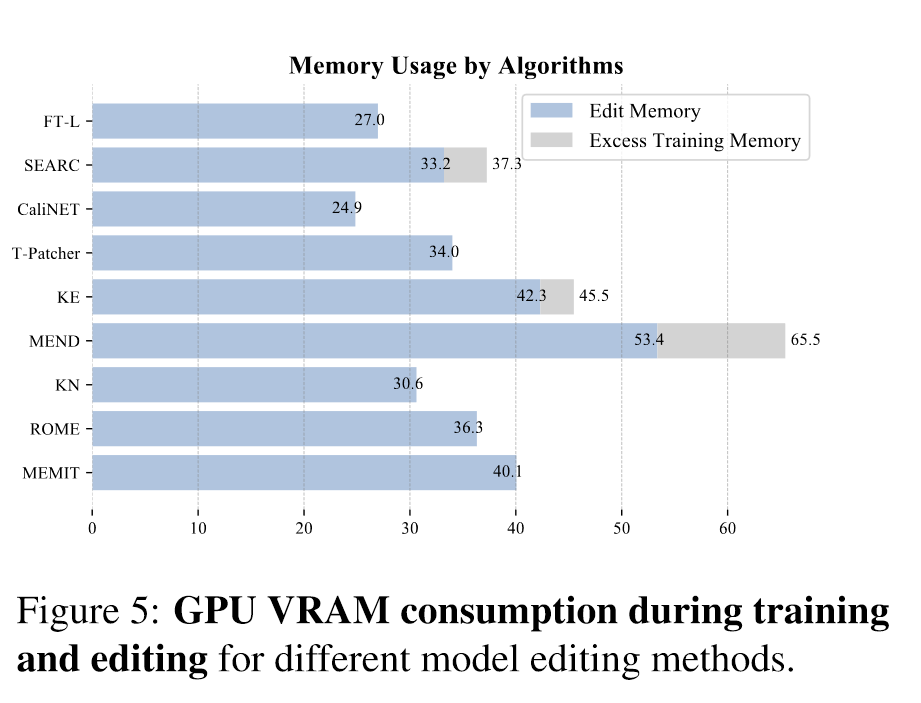 Memory Usage by Algorithms
Edit Memory
Excess Training Memory
FT-L 27.0
SEARC 33.2 37.3
CaliNET 24.9
T-Patcher 34.0
KE 42.3 45.5
MEND 53.4 65.5
KN 30.6
ROME 36.3
MEMIT 40.1
0 10 20 30 40 50 60
Figure 5: GPU VRAM consumption during training
and editing for different model editing methods.